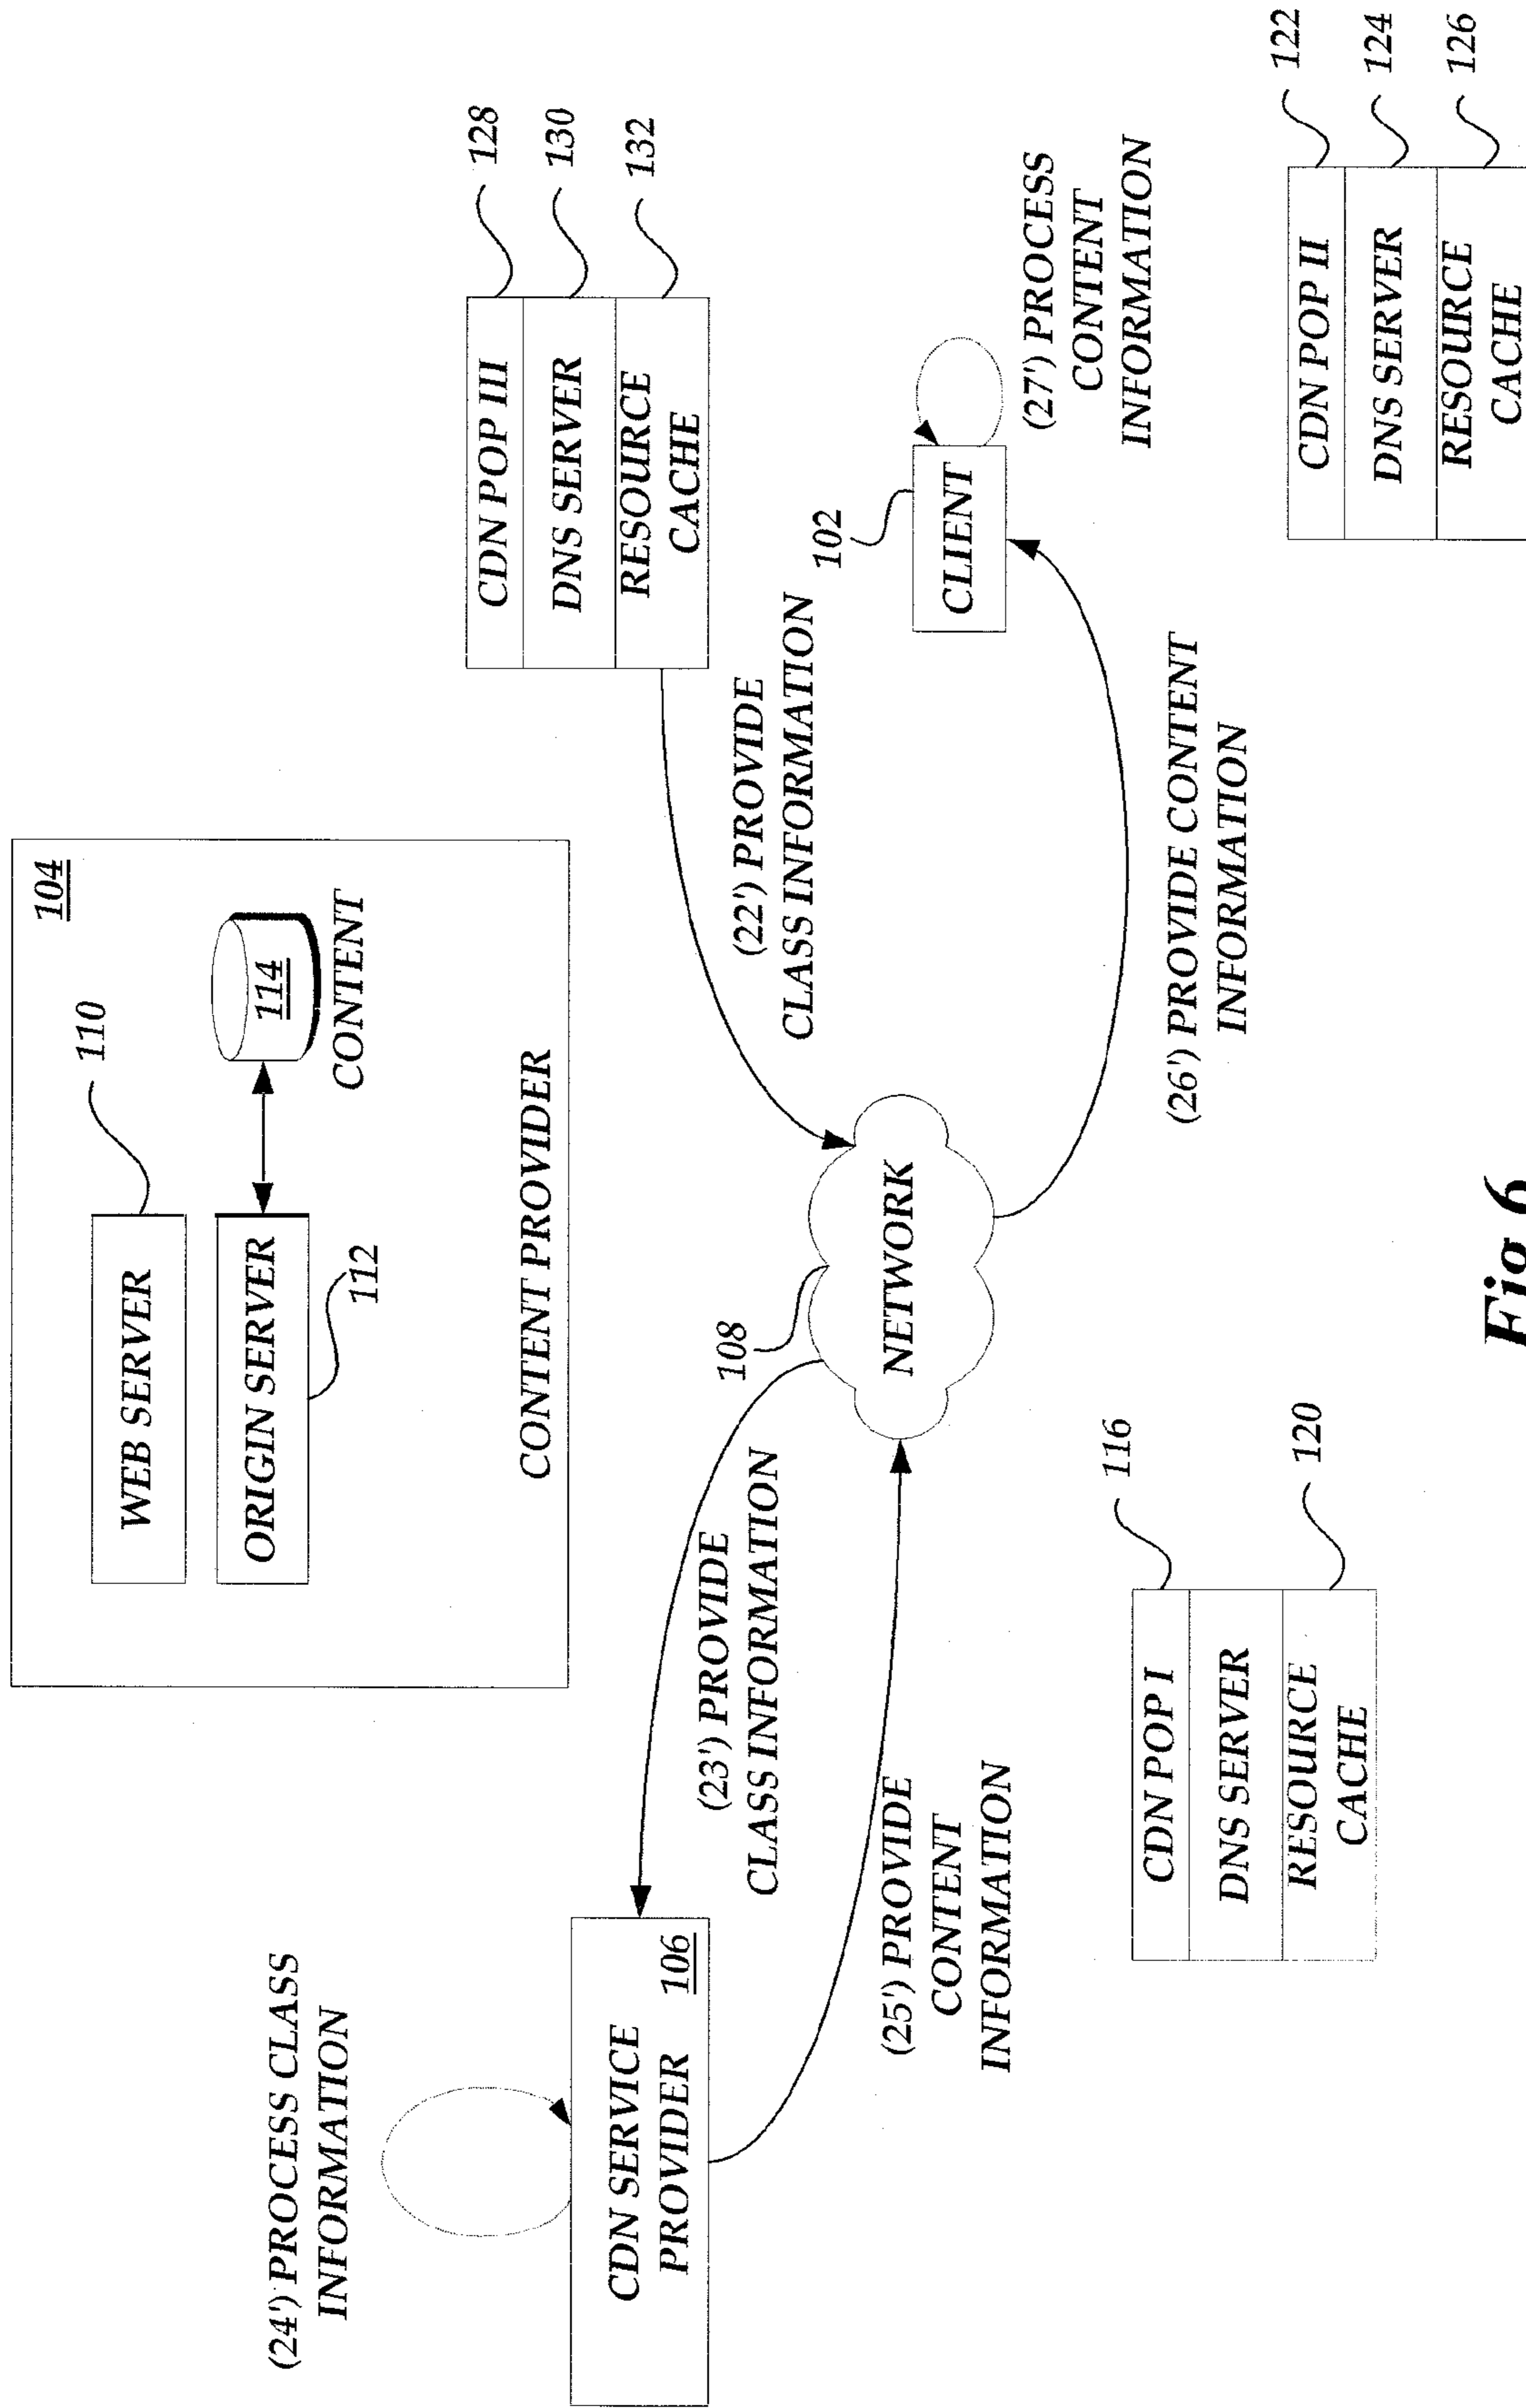 104
WEB SERVER
110
ORIGIN SERVER
112
114
CONTENT
CONTENT PROVIDER
(24') PROCESS CLASS
INFORMATION
CDN SERVICE
PROVIDER
106
(23') PROVIDE
CLASS INFORMATION
108
NETWORK
(22') PROVIDE
CLASS INFORMATION
CDN POP III
128
DNS SERVER
130
RESOURCE
CACHE
132
102
CLIENT
(27') PROCESS
CONTENT
INFORMATION
(25') PROVIDE
CONTENT
INFORMATION
(26') PROVIDE CONTENT
INFORMATION
CDN POP I
116
DNS SERVER
RESOURCE
CACHE
120
CDN POP II
122
DNS SERVER
124
RESOURCE
CACHE
126
Fig.6